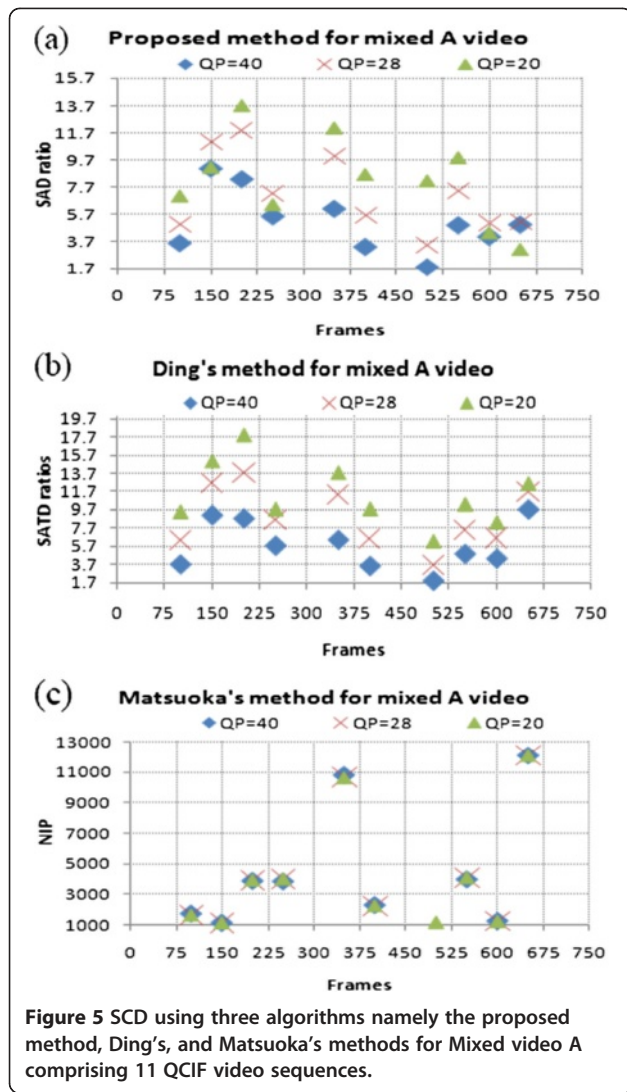 (a)
Proposed method for mixed A video
QP=40 QP=28 QP=20
15.7
13.7
11.7
9.7
7.7
5.7
3.7
1.7
SAD ratio
0 75 150 225 300 375 450 525 600 675 750
Frames
(b)
Ding's method for mixed A video
QP=40 QP=28 QP=20
19.7
17.7
15.7
13.7
11.7
9.7
7.7
5.7
3.7
1.7
SATD ratios
0 75 150 225 300 375 450 525 600 675 750
Frames
(c)
Matsuoka's method for mixed A video
QP=40 QP=28 QP=20
13000
11000
9000
7000
5000
3000
1000
NIP
0 75 150 225 300 375 450 525 600 675 750
Frames
Figure 5 SCD using three algorithms namely the proposed
method, Ding's, and Matsuoka's methods for Mixed video A
comprising 11 QCIF video sequences.